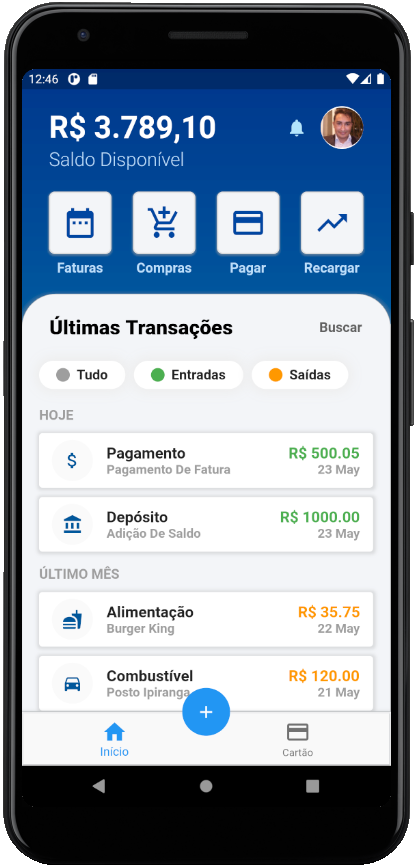 12:46
R$ 3.789,10
Saldo Disponível
Faturas Compras Pagar Recargar
Últimas Transações Buscar
Tudo Entradas Saídas
HOJE
Pagamento R$ 500.05
Pagamento De Fatura 23 May
Depósito R$ 1000.00
Adição De Saldo 23 May
ÚLTIMO MÊS
Alimentação R$ 35.75
Burger King 22 May
Combustível R$ 120.00
Posto Ipiranga 21 May
Início Cartão